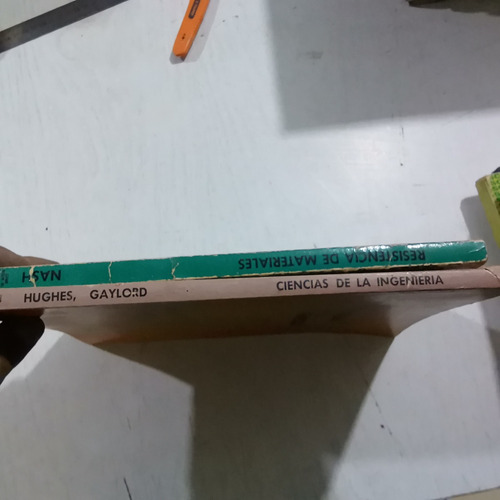 NASH RESISTENCIA DE MATERIALES
HUGHES, GAYLORD CIENCIAS DE LA INGENIERIA